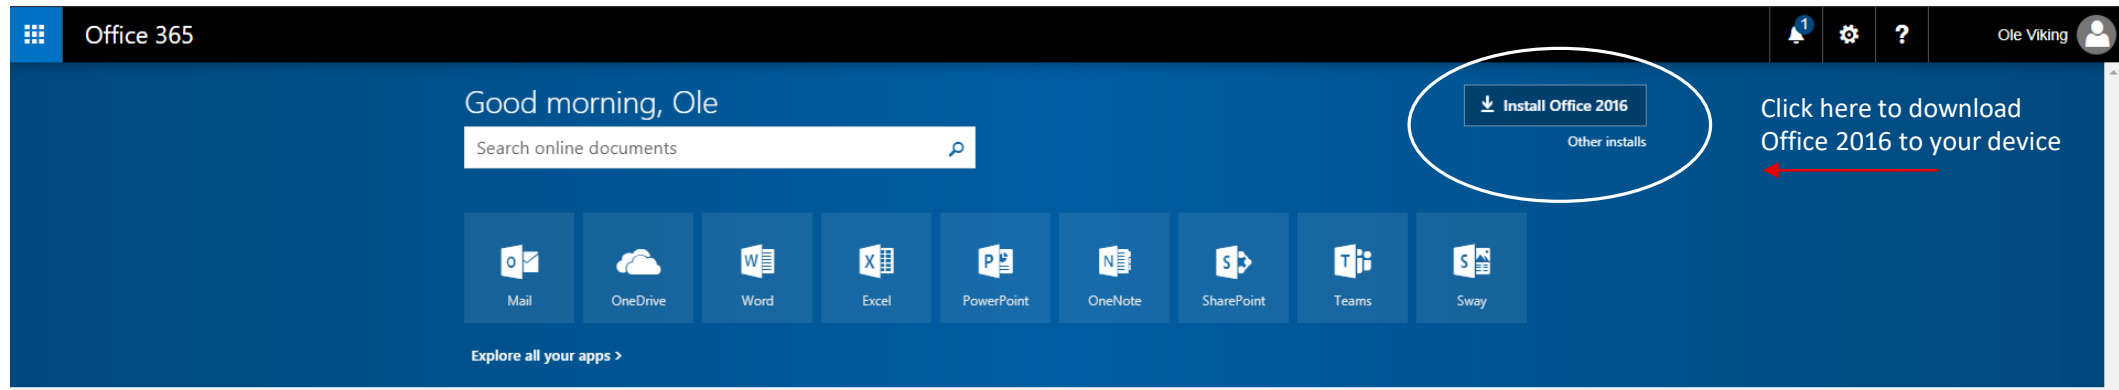 Office 365
1
?
Ole Viking
Good morning, Ole
Search online documents
Install Office 2016
Other installs
Click here to download
Office 2016 to your device
Mail
OneDrive
Word
Excel
PowerPoint
OneNote
SharePoint
Teams
Sway
Explore all your apps >